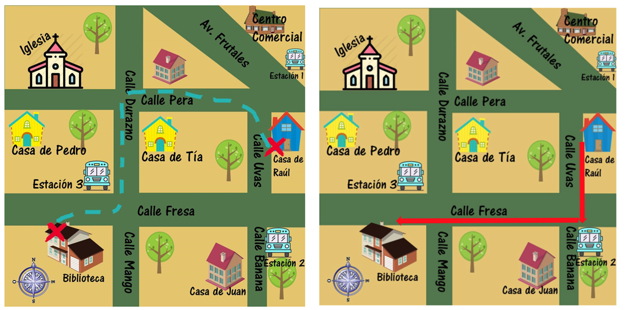 Iglesia
Av. Frutales
Centro
Comercial
Estación 1
Calle Durazno
Calle Pera
Casa de Pedro
Casa de Tía
Calle Uvas
Casa de
Raúl
Estación 3
Calle Fresa
Biblioteca
Calle Mango
Casa de Juan
Calle Banana
Estación 2
N
Iglesia
Av. Frutales
Centro
Comercial
Estación 1
Calle Durazno
Calle Pera
Casa de Pedro
Casa de Tía
Calle Uvas
Casa de
Raúl
Estación 3
Calle Fresa
Biblioteca
Calle Mango
Casa de Juan
Calle Banana
Estación 2
N